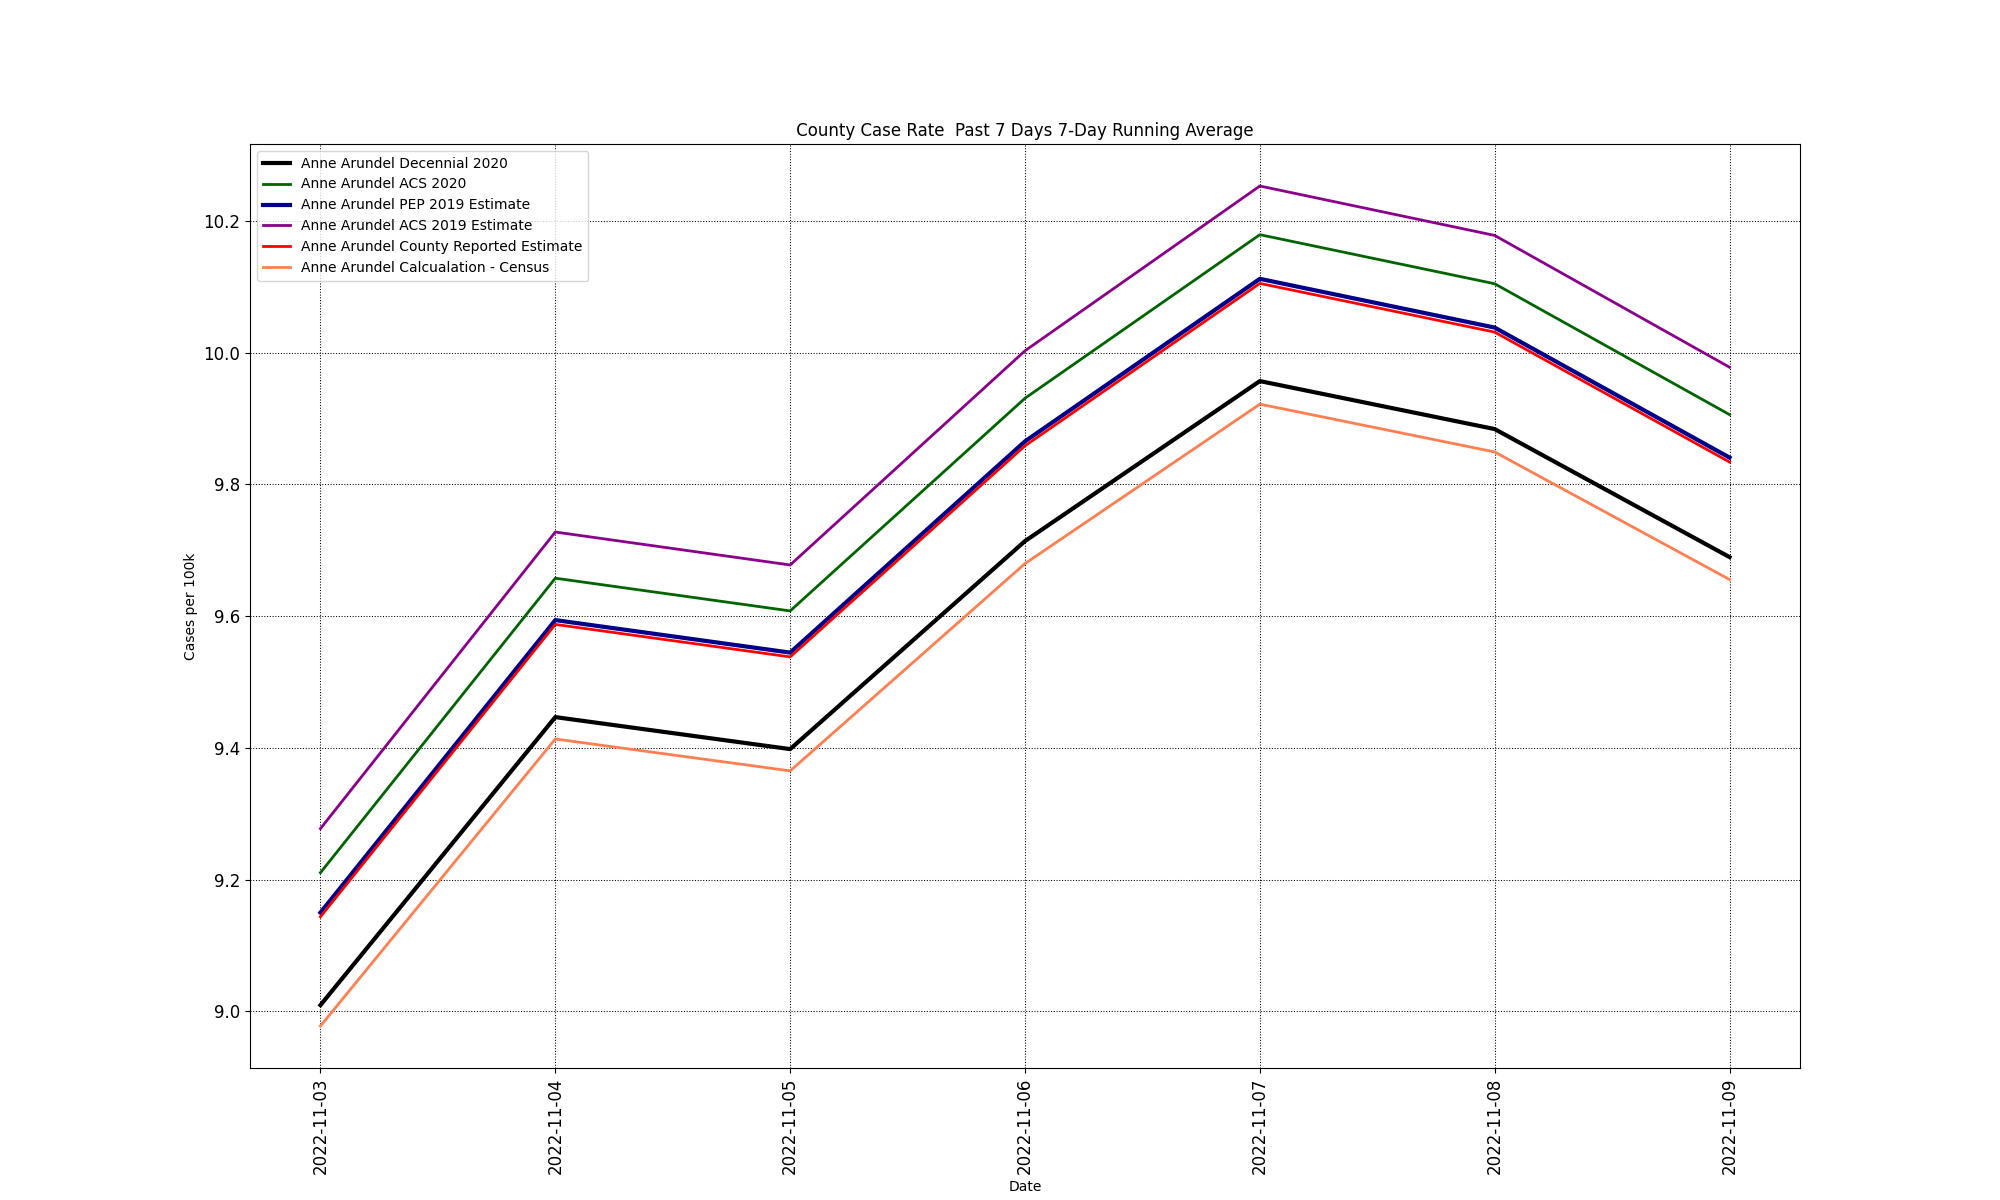 County Case Rate  Past 7 Days 7-Day Running Average
Anne Arundel Decennial 2020
Anne Arundel ACS 2020
Anne Arundel PEP 2019 Estimate
Anne Arundel ACS 2019 Estimate
Anne Arundel County Reported Estimate
Anne Arundel Calcualation - Census
Cases per 100k
10.2
10.0
9.8
9.6
9.4
9.2
9.0
2022-11-03
2022-11-04
2022-11-05
2022-11-06
2022-11-07
2022-11-08
2022-11-09
Date